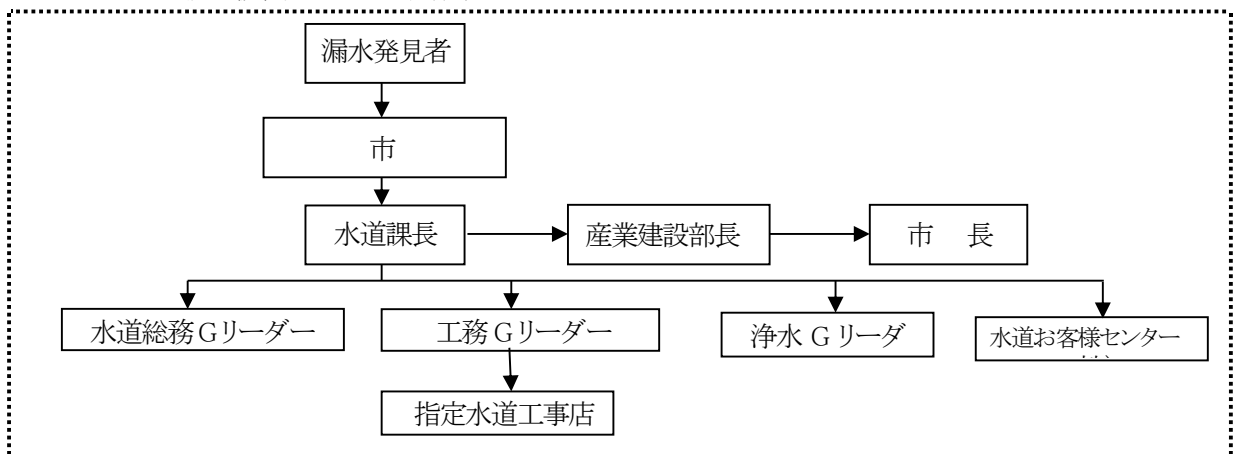 漏水発見者
市
水道課長
産業建設部長
市　長
水道総務Gリーダー
工務Gリーダー
浄水Gリーダ
水道お客様センター
指定水道工事店